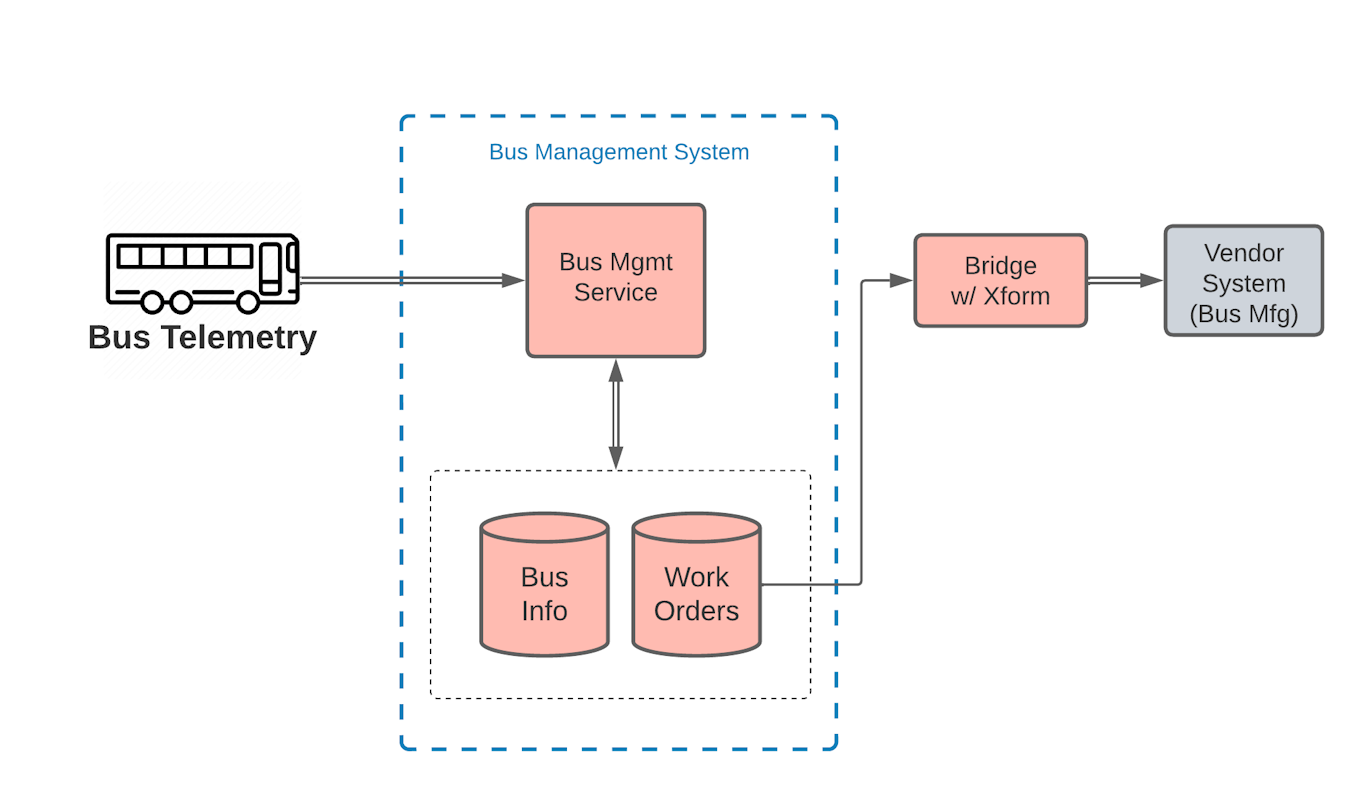 Bus Management System
Bus Mgmt
Service
Bus Telemetry
Bridge
w/ Xform
Vendor
System
(Bus Mfg)
Bus
Info
Work
Orders